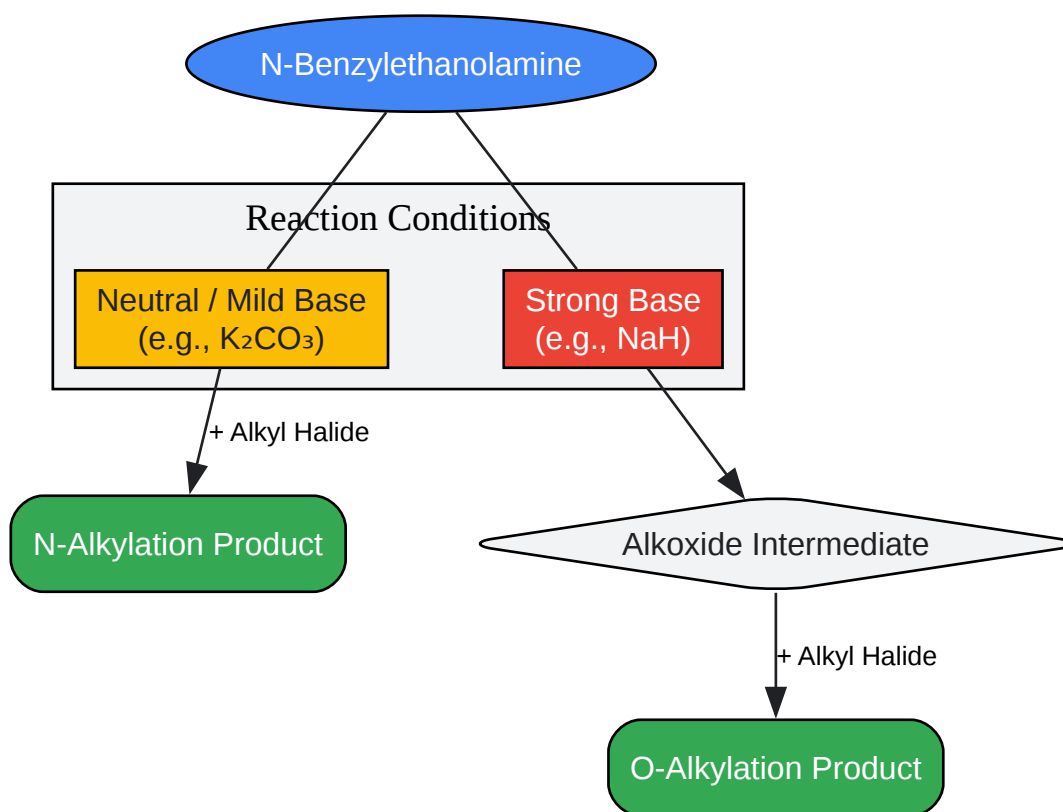 N-Benzylethanolamine
Reaction Conditions
Neutral / Mild Base
(e.g., K₂CO₃)
Strong Base
(e.g., NaH)
+ Alkyl Halide
N-Alkylation Product
Alkoxide Intermediate
+ Alkyl Halide
O-Alkylation Product